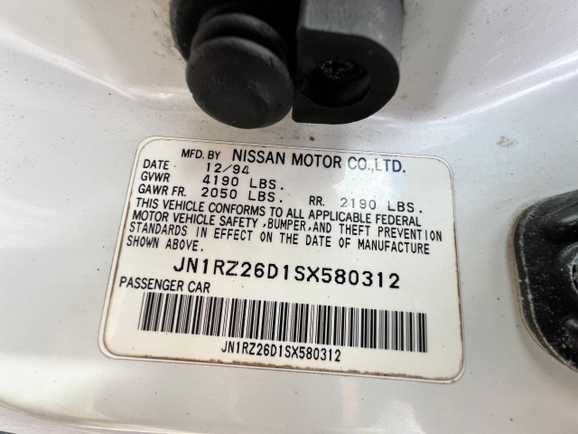 MFD. BY NISSAN MOTOR CO.,LTD.
DATE 12/94
GVWR 4190 LBS.
GAWR FR. 2050 LBS. RR. 2190 LBS.
THIS VEHICLE CONFORMS TO ALL APPLICABLE FEDERAL
MOTOR VEHICLE SAFETY ,BUMPER,AND THEFT PREVENTION
STANDARDS IN EFFECT ON THE DATE OF MANUFACTURE
SHOWN ABOVE.
JN1RZ26D1SX580312
PASSENGER CAR
JN1RZ26D1SX580312